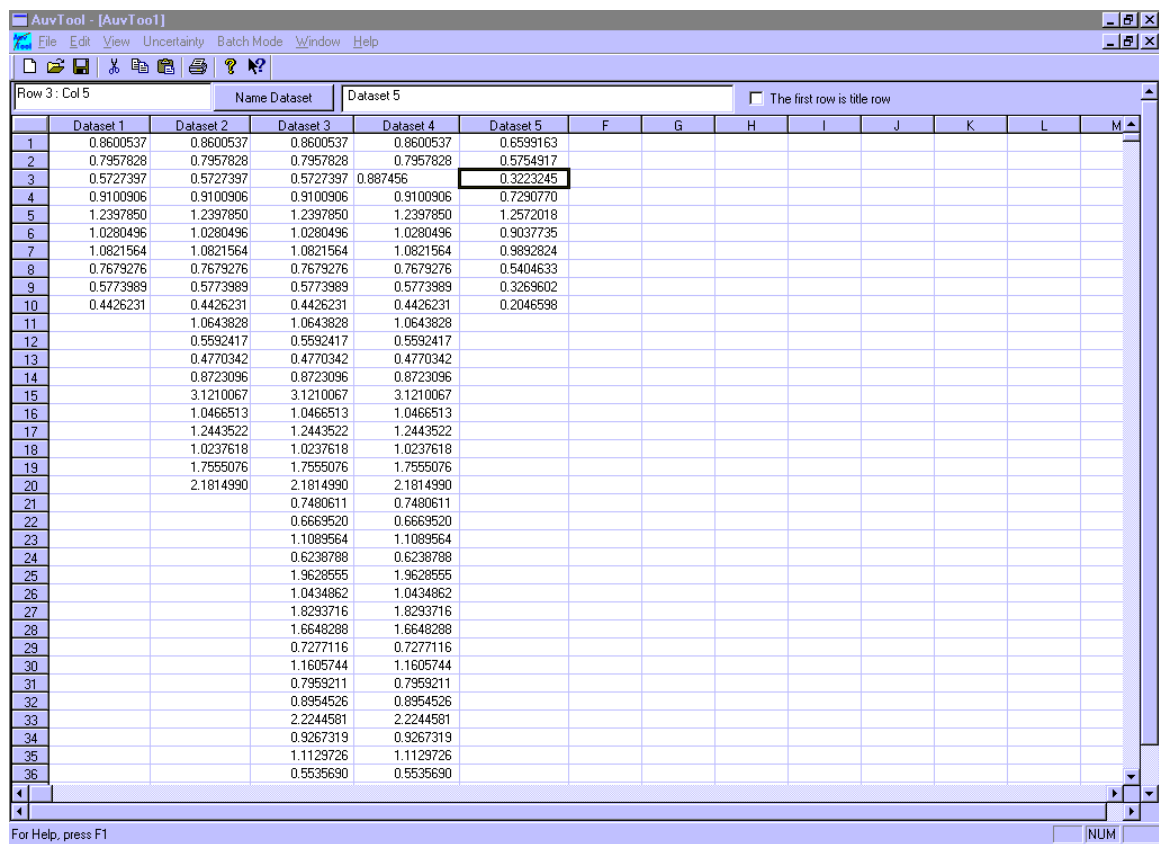 AuvTool - [AuvToo1]
File Edit View Uncertainty Batch Mode Window Help
Row 3 : Col 5 Name Dataset Dataset 5 The first row is title row
Dataset 1 Dataset 2 Dataset 3 Dataset 4 Dataset 5 F G H I J K L M
1 0.8600537 0.8600537 0.8600537 0.8600537 0.6599163
2 0.7957828 0.7957828 0.7957828 0.7957828 0.5754917
3 0.5727397 0.5727397 0.5727397 0.887456 0.3223245
4 0.9100906 0.9100906 0.9100906 0.9100906 0.7290770
5 1.2397850 1.2397850 1.2397850 1.2397850 1.2572018
6 1.0280496 1.0280496 1.0280496 1.0280496 0.9037735
7 1.0821564 1.0821564 1.0821564 1.0821564 0.9892824
8 0.7679276 0.7679276 0.7679276 0.7679276 0.5404633
9 0.5773989 0.5773989 0.5773989 0.5773989 0.3269602
10 0.4426231 0.4426231 0.4426231 0.4426231 0.2046598
11 1.0643828 1.0643828 1.0643828
12 0.5592417 0.5592417 0.5592417
13 0.4770342 0.4770342 0.4770342
14 0.8723096 0.8723096 0.8723096
15 3.1210067 3.1210067 3.1210067
16 1.0466513 1.0466513 1.0466513
17 1.2443522 1.2443522 1.2443522
18 1.0237618 1.0237618 1.0237618
19 1.7555076 1.7555076 1.7555076
20 2.1814990 2.1814990 2.1814990
21 0.7480611 0.7480611
22 0.6669520 0.6669520
23 1.1089564 1.1089564
24 0.6238788 0.6238788
25 1.9628555 1.9628555
26 1.0434862 1.0434862
27 1.8293716 1.8293716
28 1.6648288 1.6648288
29 0.7277116 0.7277116
30 1.1605744 1.1605744
31 0.7959211 0.7959211
32 0.8954526 0.8954526
33 2.2244581 2.2244581
34 0.9267319 0.9267319
35 1.1129726 1.1129726
36 0.5535690 0.5535690
For Help, press F1 NUM